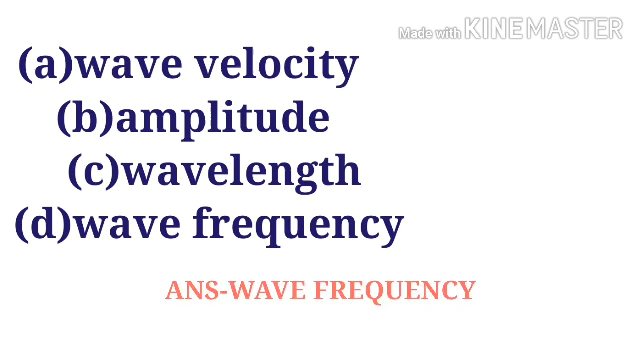 Made with KINEMASTER
(a)wave velocity
(b)amplitude
(c)wavelength
(d)wave frequency
ANS-WAVE FREQUENCY